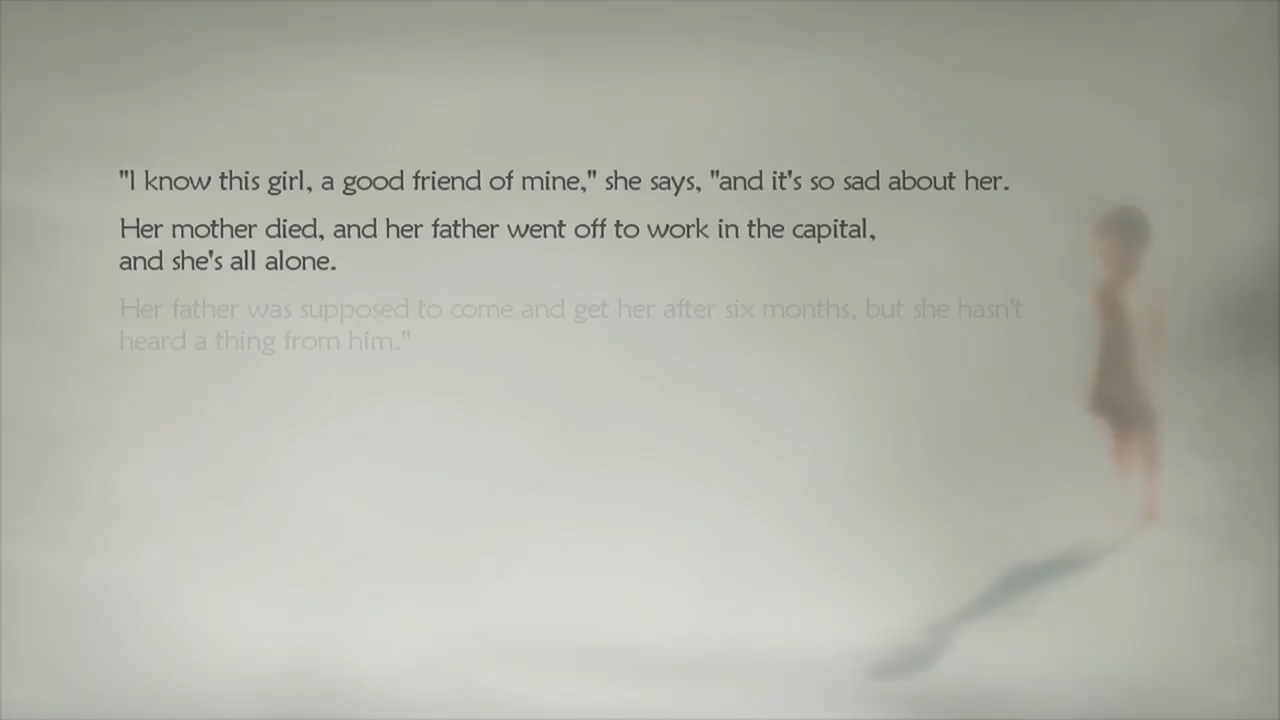 "I know this girl, a good friend of mine," she says, "and it's so sad about her.
Her mother died, and her father went off to work in the capital,
and she's all alone.
Her father was supposed to come and get her after six months, but she hasn't
heard a thing from him."